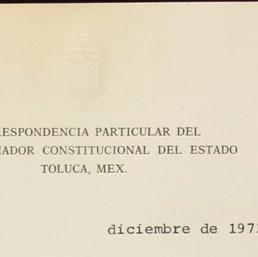 RESPONDENCIA PARTICULAR DEL
NADOR CONSTITUCIONAL DEL ESTADO
TOLUCA, MEX.
diciembre de 197